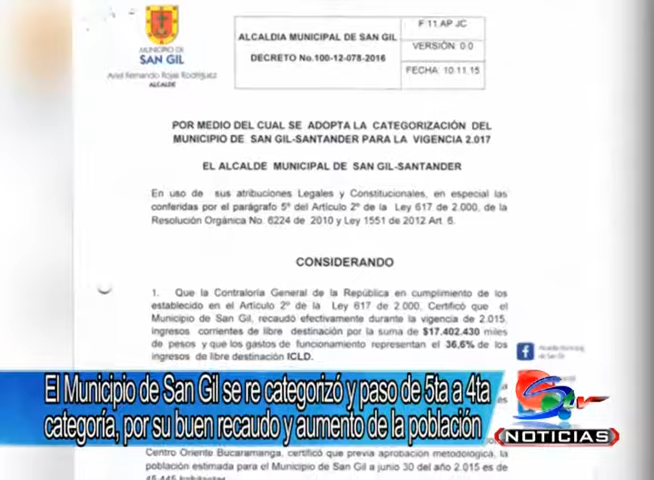 MUNICIPIO DE
SAN GIL
Ariel Fernando Rojas Rodríguez
ALCALDE
ALCALDIA MUNICIPAL DE SAN GIL
DECRETO No.100-12-078-2016
F 11.AP.JC
VERSIÓN: 0.0
FECHA: 10.11.15
POR MEDIO DEL CUAL SE ADOPTA LA CATEGORIZACIÓN DEL
MUNICIPIO DE SAN GIL-SANTANDER PARA LA VIGENCIA 2.017
EL ALCALDE MUNICIPAL DE SAN GIL-SANTANDER
En uso de sus atribuciones Legales y Constitucionales, en especial las
conferidas por el parágrafo 5º del Artículo 2º de la Ley 617 de 2.000, de la
Resolución Orgánica No. 6224 de 2010 y Ley 1551 de 2012 Art. 6.
CONSIDERANDO
1. Que la Contraloría General de la República en cumplimiento de los
establecido en el Artículo 2º de la Ley 617 de 2.000, Certificó que el
Municipio de San Gil, recaudó efectivamente durante la vigencia de 2.015,
ingresos corrientes de libre destinación por la suma de $17.402.430 miles
de pesos y que los gastos de funcionamiento representan el 36,6% de los
ingresos de libre destinación ICLD.
El Municipio de San Gil se re categorizó y paso de 5ta a 4ta
categoría, por su buen recaudo y aumento de la población
NOTICIAS
Centro Oriente Bucaramanga, certificó que previa aprobación metodológica, la
población estimada para el Municipio de San Gil a junio 30 del año 2.015 es de
45.445 habitantes